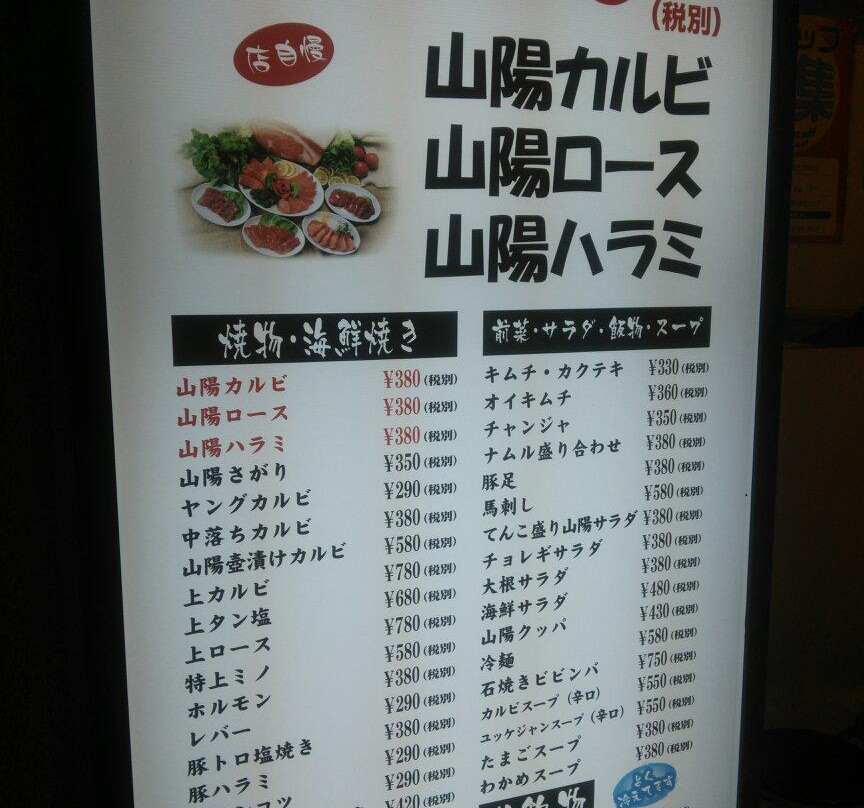 (税別)
店自慢
山陽カルビ
山陽ロース
山陽ハラミ
焼物・海鮮焼き
山陽カルビ ¥380(税別)
山陽ロース ¥380(税別)
山陽ハラミ ¥380(税別)
山陽さがり ¥350(税別)
ヤングカルビ ¥290(税別)
中落ちカルビ ¥380(税別)
山陽壺漬けカルビ ¥580(税別)
上カルビ ¥780(税別)
上タン塩 ¥680(税別)
上ロース ¥780(税別)
特上ミノ ¥580(税別)
ホルモン ¥380(税別)
レバー ¥290(税別)
豚トロ塩焼き ¥380(税別)
豚ハラミ ¥290(税別)
コツ ¥290(税別)
¥420(税別)
前菜・サラダ・飯物・スープ
キムチ・カクテキ ¥330(税別)
オイキムチ ¥360(税別)
チャンジャ ¥350(税別)
ナムル盛り合わせ ¥380(税別)
豚足 ¥380(税別)
馬刺し ¥580(税別)
てんこ盛り山陽サラダ ¥380(税別)
チョレギサラダ ¥380(税別)
大根サラダ ¥380(税別)
海鮮サラダ ¥480(税別)
山陽クッパ ¥430(税別)
冷麺 ¥580(税別)
石焼きビビンバ ¥750(税別)
カルビスープ(辛口) ¥550(税別)
ユッケジャンスープ(辛口) ¥550(税別)
たまごスープ ¥380(税別)
わかめスープ ¥380(税別)
よく
冷えてます
ップ
集